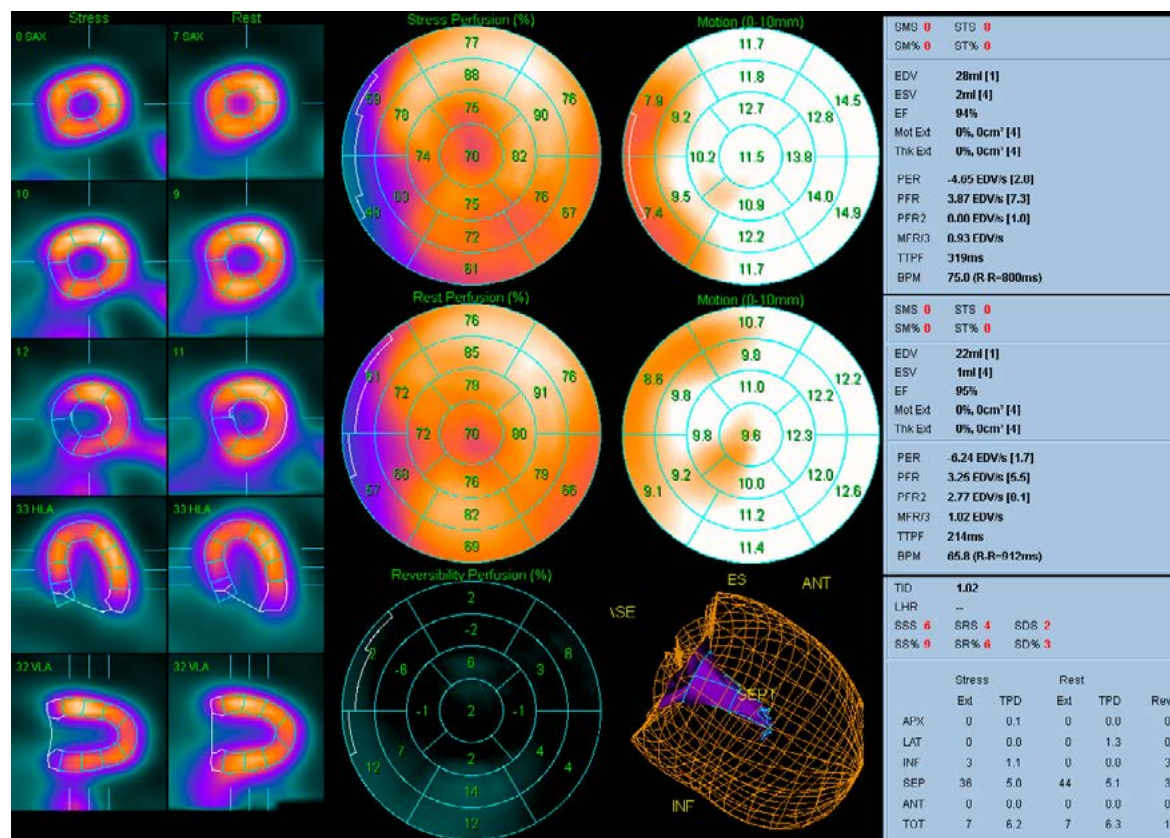 Stress Rest
8 SAX 7 SAX
10 9
12 11
33 HLA 33 HLA
32 VLA 32 VLA
Stress Perfusion (%)
77
88
59 78 76 90 76
74 70 82
48 63 75 76 67
72
61
Motion (0-10mm)
11.7
11.8
7.9 9.2 12.7 12.8 14.5
10.2 11.5 13.8
7.4 9.5 10.9 14.0 14.9
12.2
11.7
Rest Perfusion (%)
76
85
61 72 79 91 76
72 70 80
57 68 76 79 66
82
69
Motion (0-10mm)
10.7
9.8
8.6 9.8 11.0 12.2 12.2
9.8 9.6 12.3
9.1 9.2 10.0 12.0 12.6
11.2
11.4
Reversibility Perfusion (%)
2
-2
2 -6 6 3 6
-1 2 -1
12 7 2 4 4
14
12
ES ANT
SEPT
INF
SMS 0 STS 0
SM% 0 ST% 0
EDV 28ml [1]
ESV 2ml [4]
EF 94%
Mot Ext 0%, 0cm² [4]
Thk Ext 0%, 0cm² [4]
PER -4.65 EDV/s [2.0]
PFR 3.87 EDV/s [7.3]
PFR2 0.00 EDV/s [1.0]
MFR/3 0.93 EDV/s
TTPF 319ms
BPM 75.0 (R-R=800ms)
SMS 0 STS 0
SM% 0 ST% 0
EDV 22ml [1]
ESV 1ml [4]
EF 95%
Mot Ext 0%, 0cm² [4]
Thk Ext 0%, 0cm² [4]
PER -6.24 EDV/s [1.7]
PFR 3.25 EDV/s [5.5]
PFR2 2.77 EDV/s [6.1]
MFR/3 1.02 EDV/s
TTPF 214ms
BPM 65.8 (R-R=912ms)
TID 1.02
LHR --
SSS 6 SRS 4 SDS 2
SS% 9 SR% 6 SD% 3
Stress Rest
Ext TPD Ext TPD Rev
APX 0 0.1 0 0.0 0
LAT 0 0.0 0 1.3 0
INF 3 1.1 0 0.0 3
SEP 36 5.0 44 5.1 3
ANT 0 0.0 0 0.0 0
TOT 7 6.2 7 6.3 1